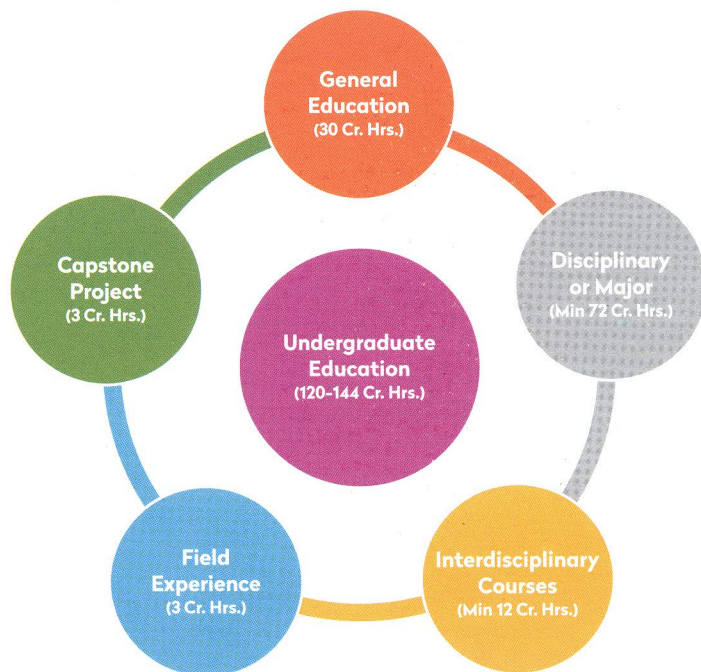 General
Education
(30 Cr. Hrs.)
Disciplinary
or Major
(Min 72 Cr. Hrs.)
Interdisciplinary
Courses
(Min 12 Cr. Hrs.)
Field
Experience
(3 Cr. Hrs.)
Capstone
Project
(3 Cr. Hrs.)
Undergraduate
Education
(120-144 Cr. Hrs.)